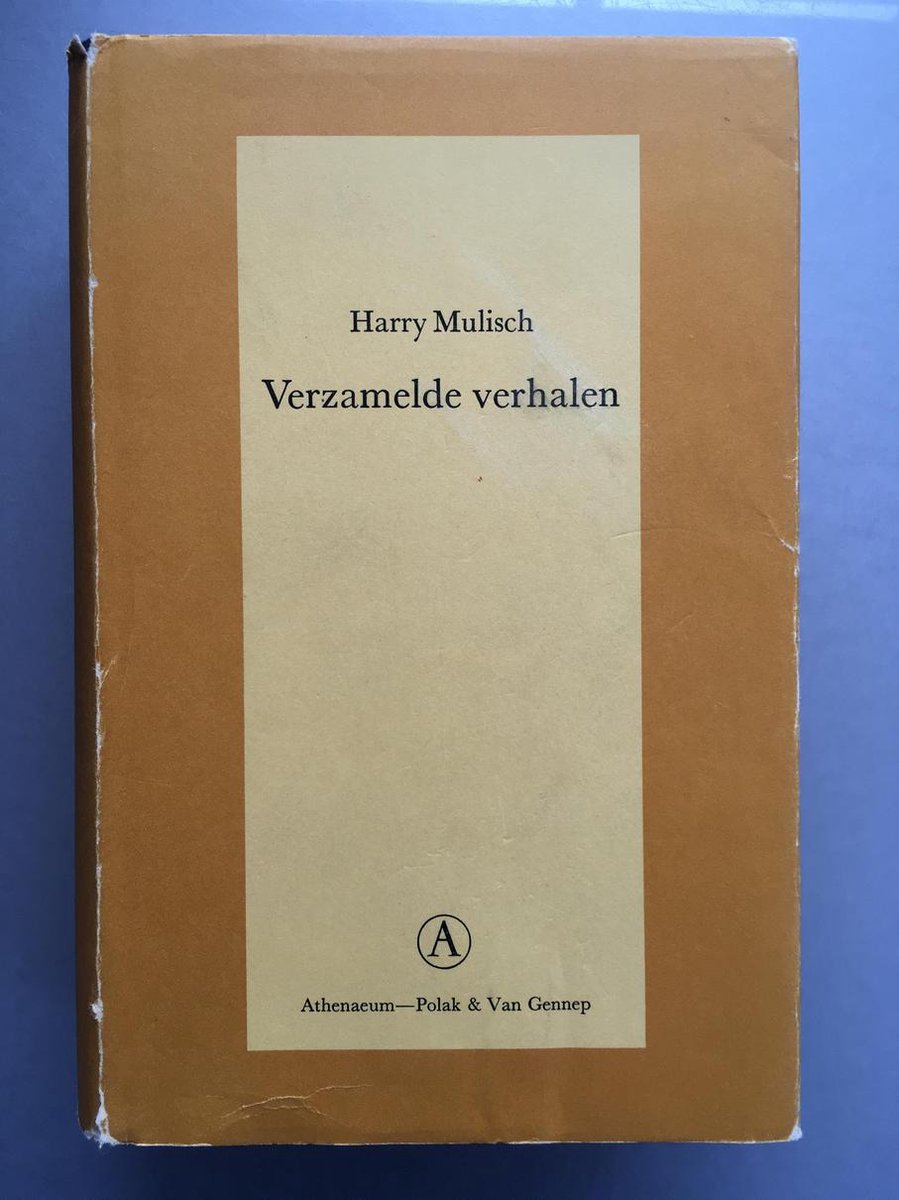 Harry Mulisch
Verzamelde verhalen
A
Athenaeum—Polak & Van Gennep